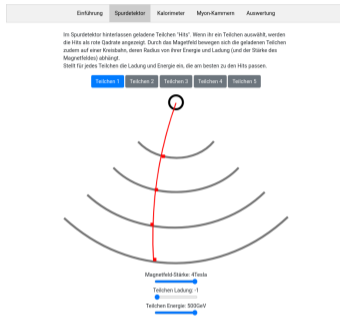 Einführung Spurdetektor Kalorimeter Myon-Kammern Auswertung
Im Spurdetektor hinterlassen geladene Teilchen "Hits". Wenn ihr ein Teilchen auswählt, werden
die Hits als rote Qadrate angezeigt. Durch das Magnetfeld bewegen sich die geladenen Teilchen
zudem auf einer Kreisbahn, deren Radius von ihrer Energie und Ladung (und der Stärke des
Magnetfeldes) abhängt.
Stellt für jedes Teilchen die Ladung und Energie ein, die am besten zu den Hits passen.
Teilchen 1 Teilchen 2 Teilchen 3 Teilchen 4 Teilchen 5
Magnetfeld-Stärke: 4Tesla
Teilchen Ladung: -1
Teilchen Energie: 500GeV